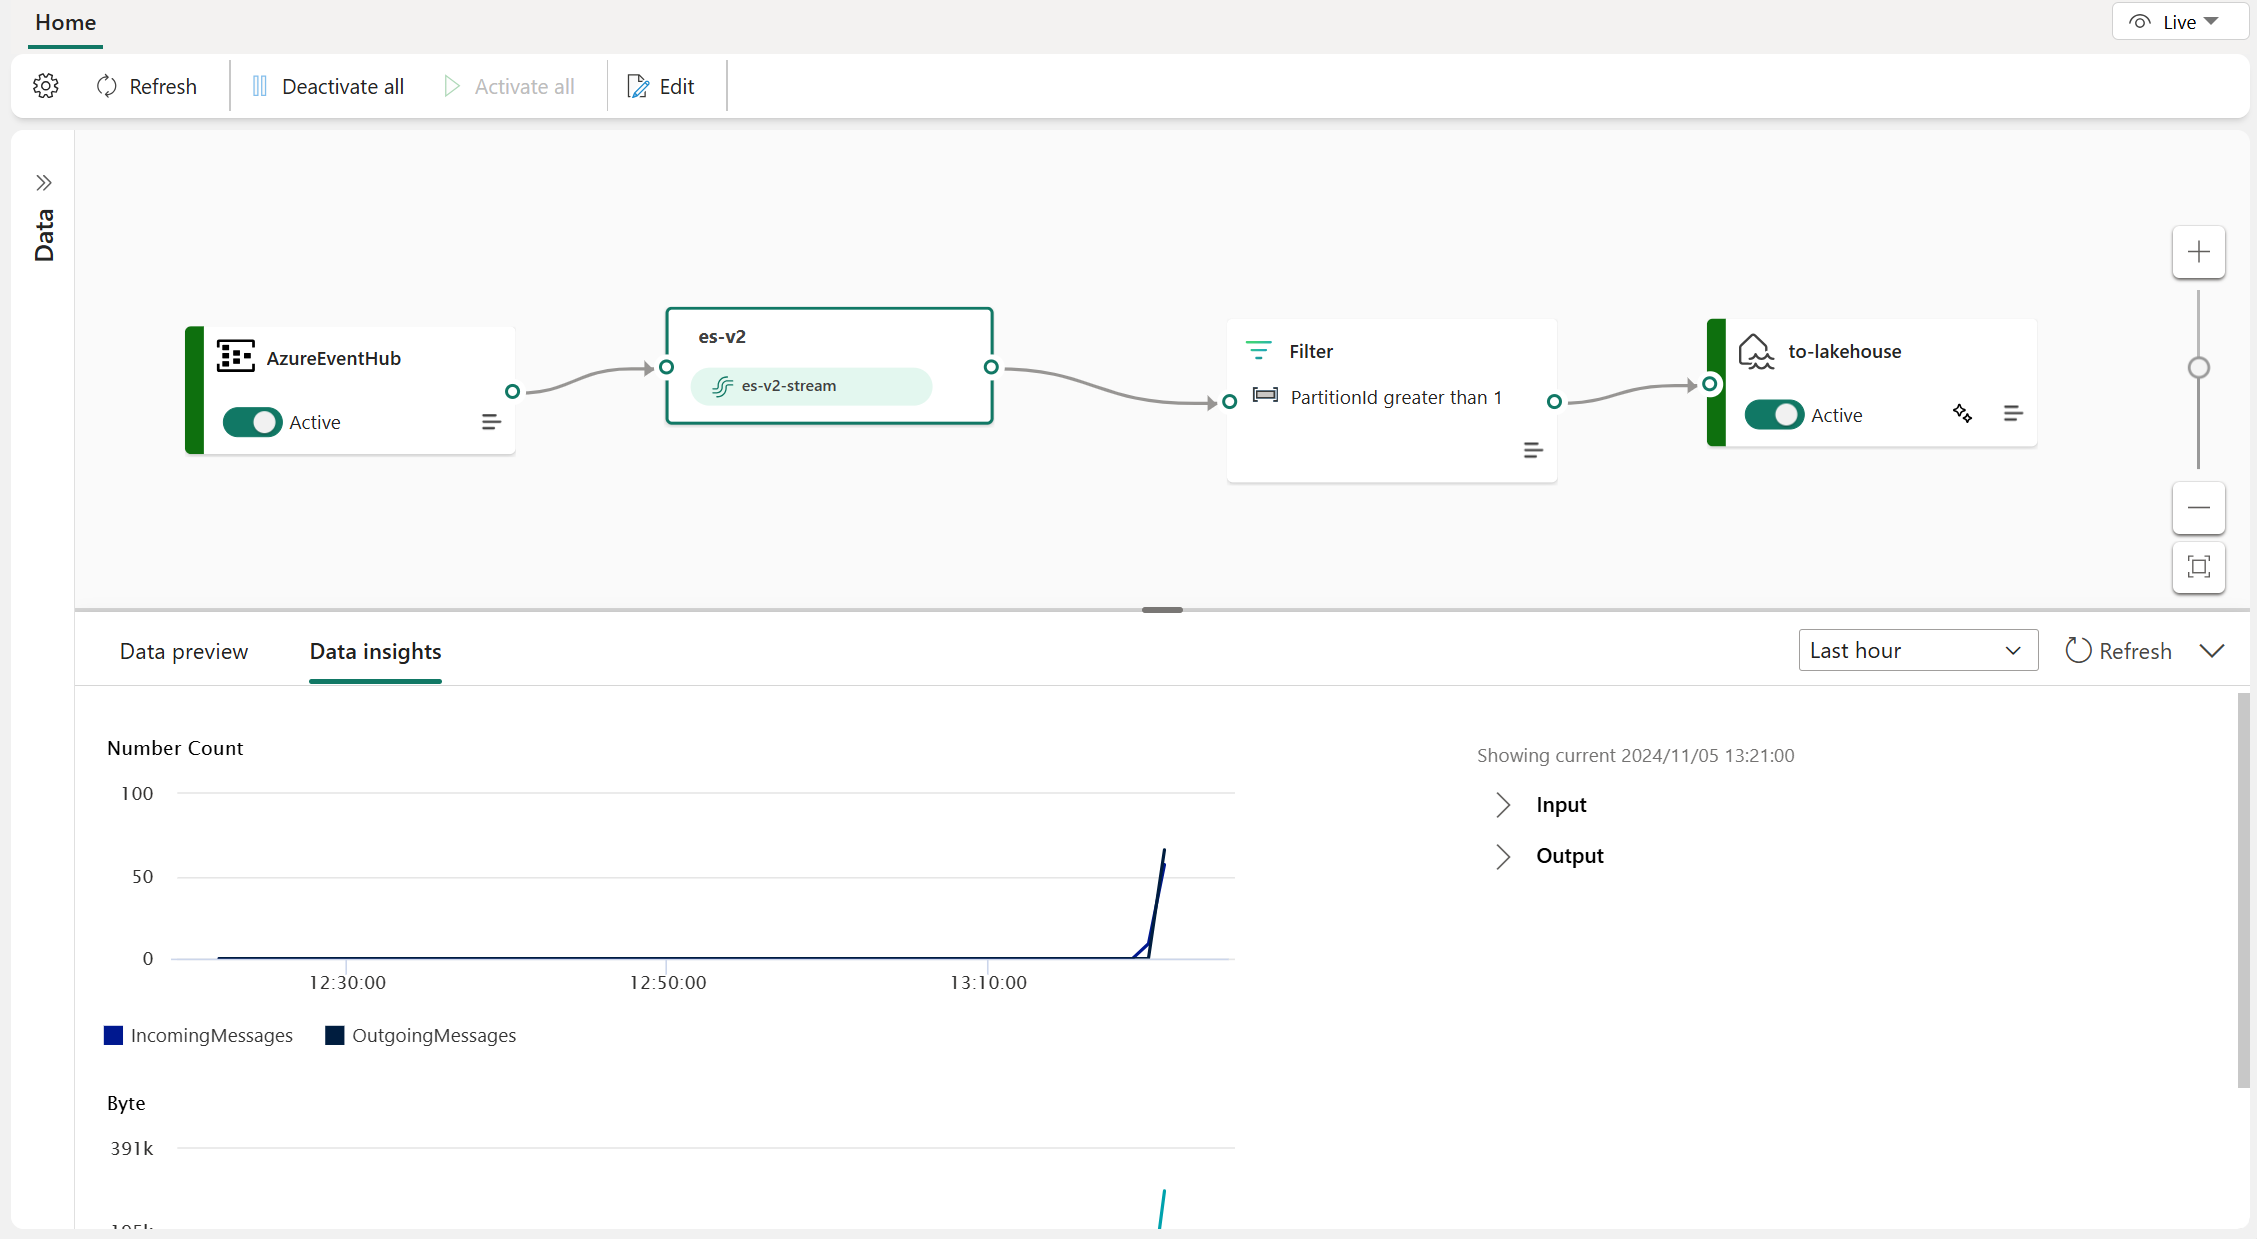 Home
Live
Refresh
Deactivate all
Activate all
Edit
Data
AzureEventHub
Active
es-v2
es-v2-stream
Filter
PartitionId greater than 1
to-lakehouse
Active
Data preview
Data insights
Last hour
Refresh
Number Count
100
50
0
12:30:00
12:50:00
13:10:00
IncomingMessages
OutgoingMessages
Showing current 2024/11/05 13:21:00
Input
Output
Byte
391k